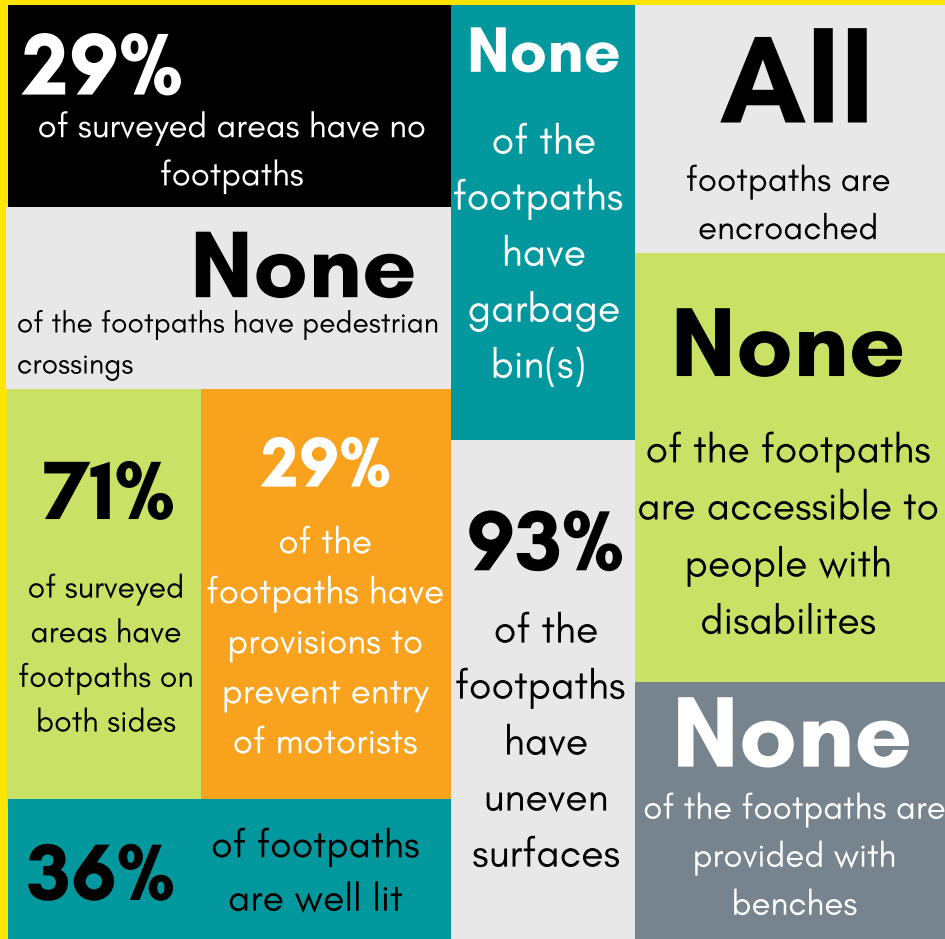 29%
of surveyed areas have no
footpaths
None
of the footpaths have pedestrian
crossings
71%
of surveyed
areas have
footpaths on
both sides
29%
of the
footpaths have
provisions to
prevent entry
of motorists
36%
of footpaths
are well lit
None
of the
footpaths
have
garbage
bin(s)
93%
of the
footpaths
have
uneven
surfaces
All
footpaths are
encroached
None
of the footpaths
are accessible to
people with
disabilites
None
of the footpaths are
provided with
benches